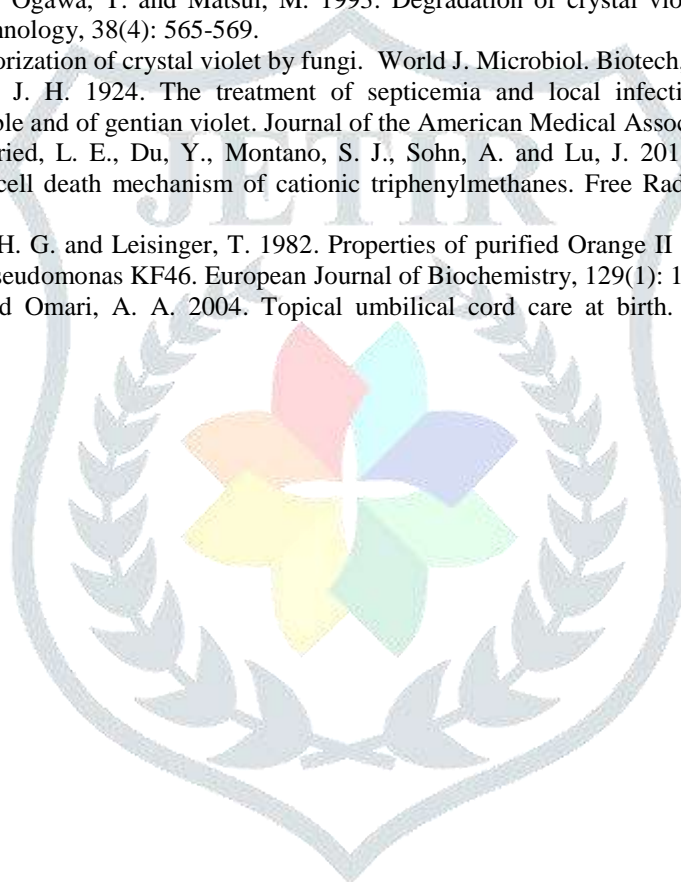 Ogawa, T. and Matsui, M. 1995. Degradation of crystal viol
hnology, 38(4): 565-569.
orization of crystal violet by fungi. World J. Microbiol. Biotech.
J. H. 1924. The treatment of septicemia and local infecti
ple and of gentian violet. Journal of the American Medical Assoc
ried, L. E., Du, Y., Montano, S. J., Sohn, A. and Lu, J. 201
cell death mechanism of cationic triphenylmethanes. Free Rad
H. G. and Leisinger, T. 1982. Properties of purified Orange II
seudomonas KF46. European Journal of Biochemistry, 129(1): 1
d Omari, A. A. 2004. Topical umbilical cord care at birth.
JETIR